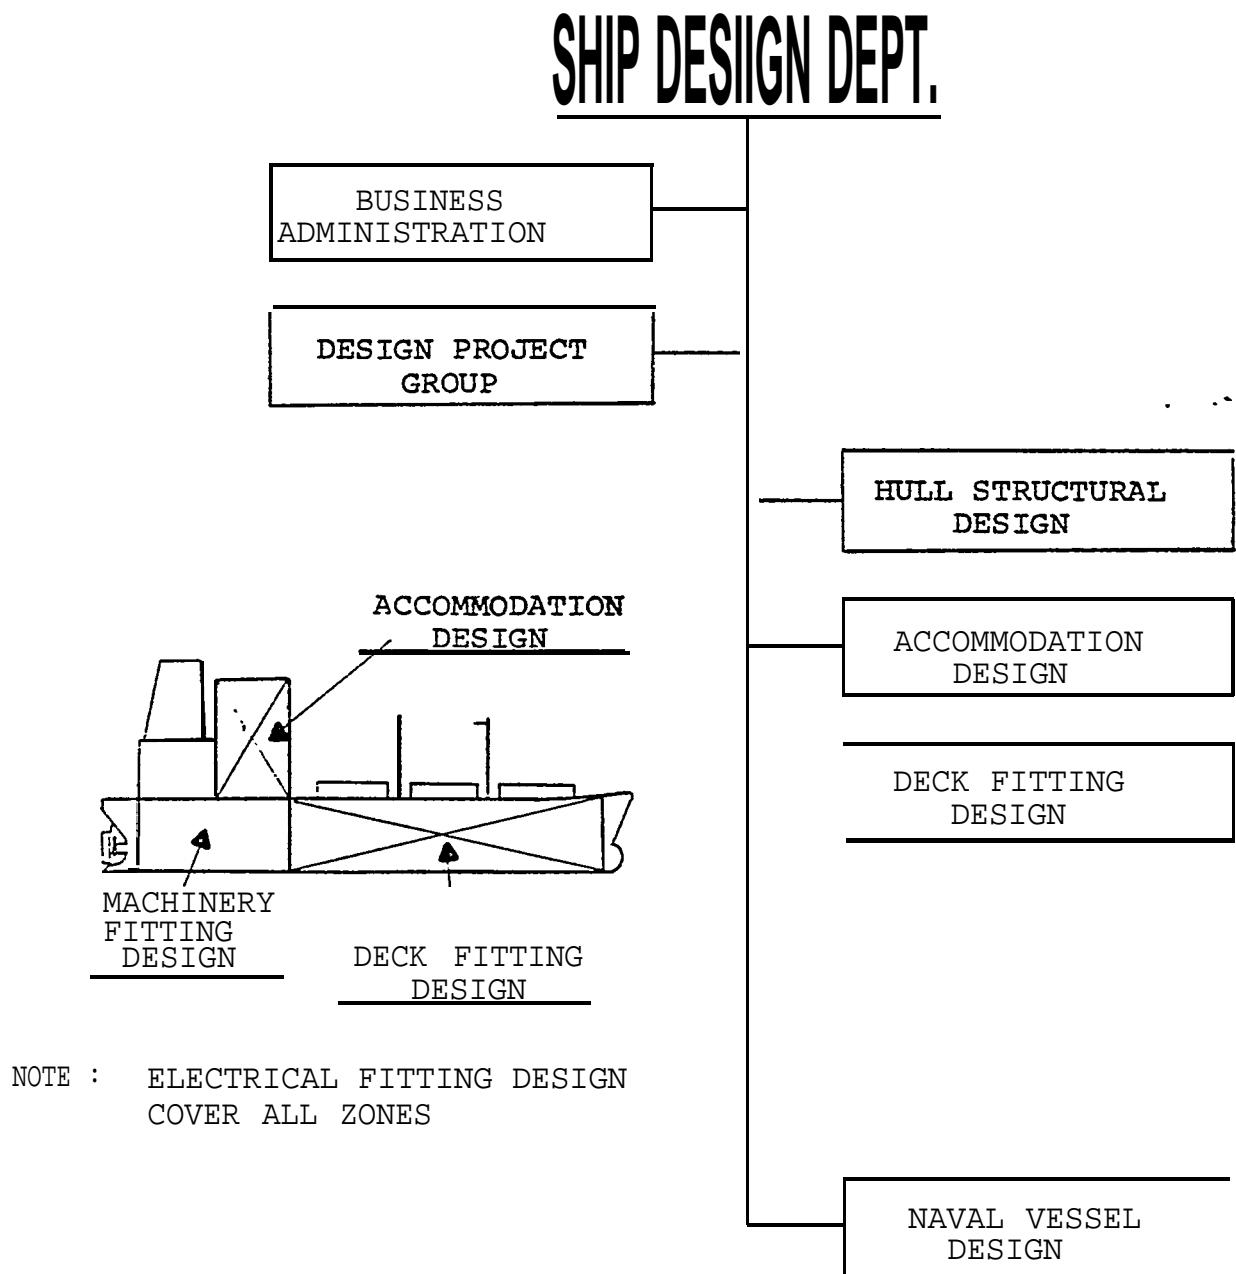 SHIP DESIIGN DEPT.
BUSINESS
ADMINISTRATION
DESIGN PROJECT
GROUP
HULL STRUCTURAL
DESIGN
ACCOMMODATION
DESIGN
ACCOMMODATION
DESIGN
DECK FITTING
DESIGN
MACHINERY
FITTING
DESIGN
DECK FITTING
DESIGN
NOTE : ELECTRICAL FITTING DESIGN
COVER ALL ZONES
NAVAL VESSEL
DESIGN